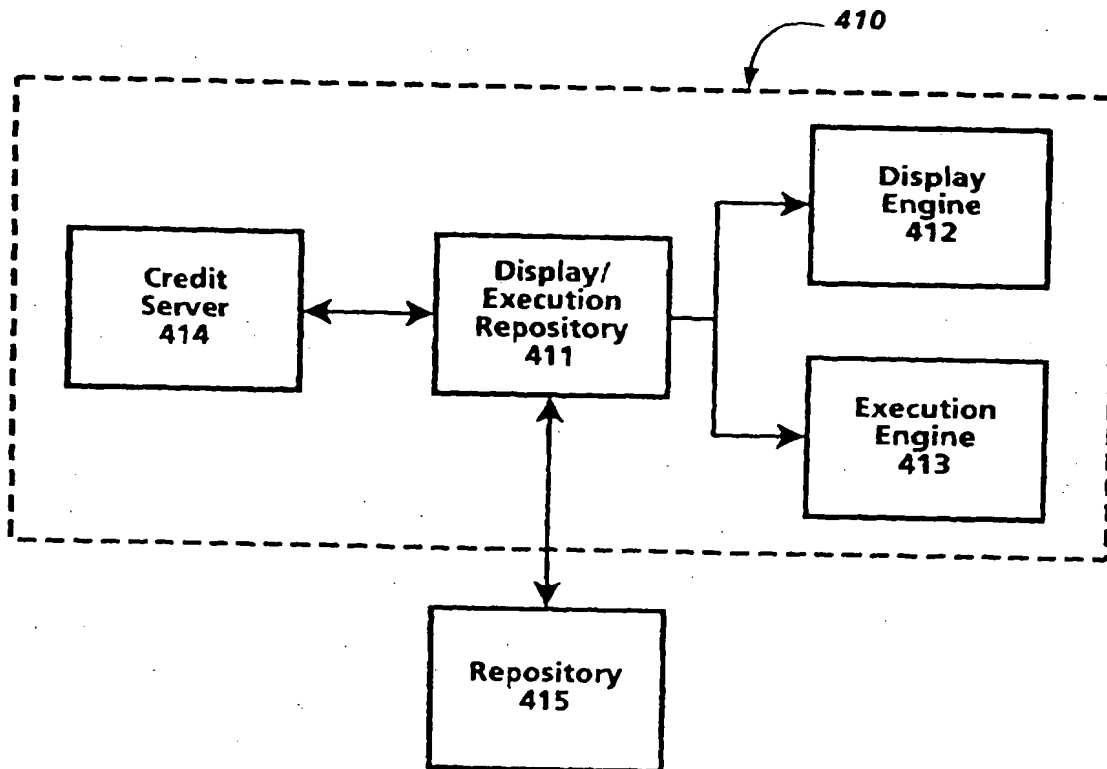 410
Display
Engine
412
Credit
Server
414
Display/
Execution
Repository
411
Execution
Engine
413
Repository
415